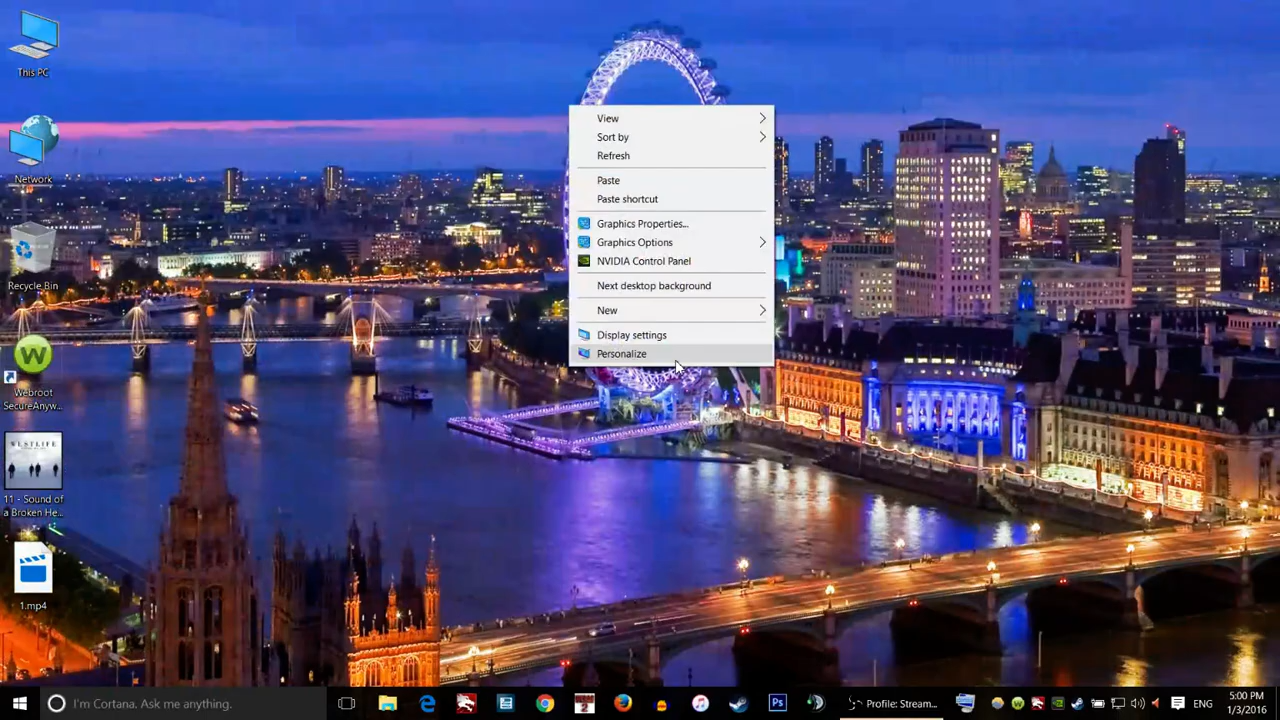 This PC
Network
Recycle Bin
Webroot
SecureAnyw...
WESTLIFE
11 - Sound of
a Broken He...
1.mp4
View
Sort by
Refresh
Paste
Paste shortcut
Graphics Properties...
Graphics Options
NVIDIA Control Panel
Next desktop background
New
Display settings
Personalize
I'm Cortana. Ask me anything.
Ps
Profile: Stream...
ENG
5:00 PM
1/3/2016